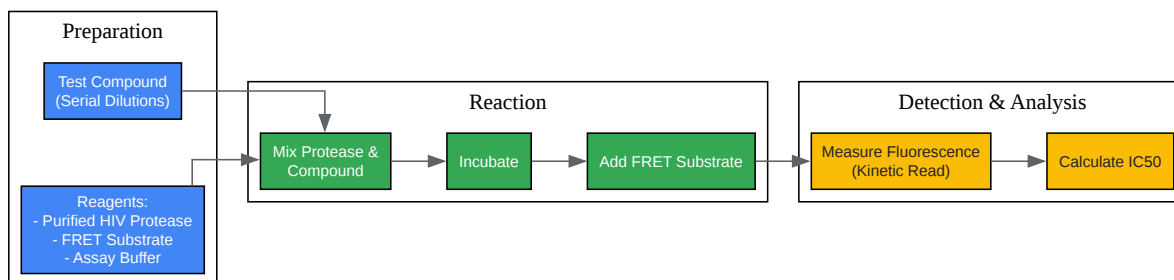 Preparation
Test Compound
(Serial Dilutions)
Reagents:
- Purified HIV Protease
- FRET Substrate
- Assay Buffer
Reaction
Mix Protease &
Compound
Incubate
Add FRET Substrate
Detection & Analysis
Measure Fluorescence
(Kinetic Read)
Calculate IC50